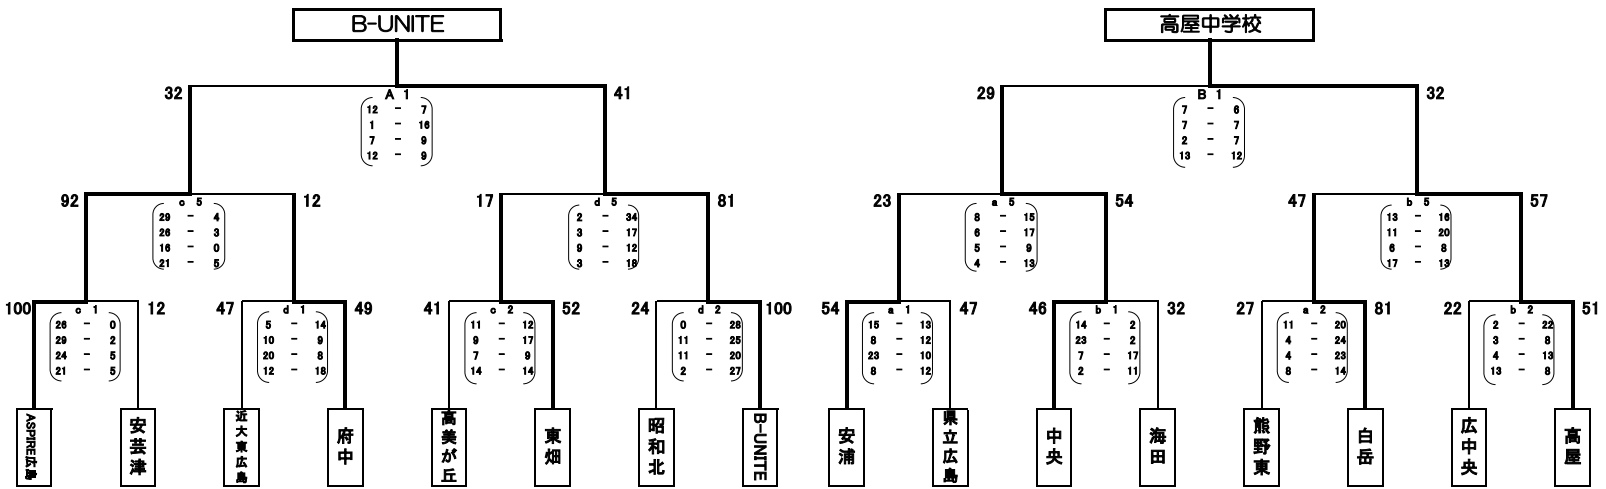 B-UNITE 高屋中学校
32 A 1 41 29 B 1 32
12 - 7 7 - 6
1 - 16 7 - 7
7 - 9 2 - 7
12 - 9 13 - 12
92 c 5 12 17 d 5 81 23 a 5 54 47 b 5 57
29 - 4 2 - 34 8 - 15 13 - 16
26 - 3 3 - 17 6 - 17 11 - 20
16 - 0 9 - 12 5 - 9 6 - 8
21 - 5 3 - 18 4 - 13 17 - 13
100 c 1 12 47 d 1 49 41 c 2 52 24 d 2 100 54 a 1 47 46 b 1 32 27 a 2 81 22 b 2 51
26 - 0 5 - 14 11 - 12 0 - 28 15 - 13 14 - 2 11 - 20 2 - 22
29 - 2 10 - 9 9 - 17 11 - 25 8 - 12 23 - 2 4 - 24 3 - 8
24 - 5 20 - 8 7 - 9 11 - 20 23 - 10 7 - 17 4 - 23 4 - 13
21 - 5 12 - 18 14 - 14 2 - 27 8 - 12 2 - 11 8 - 14 13 - 8
ASPIRE広島
安芸津
近大東広島
府中
高美が丘
東畑
昭和北
B-UNITE
安浦
県立広島
中央
海田
熊野東
白岳
広中央
高屋